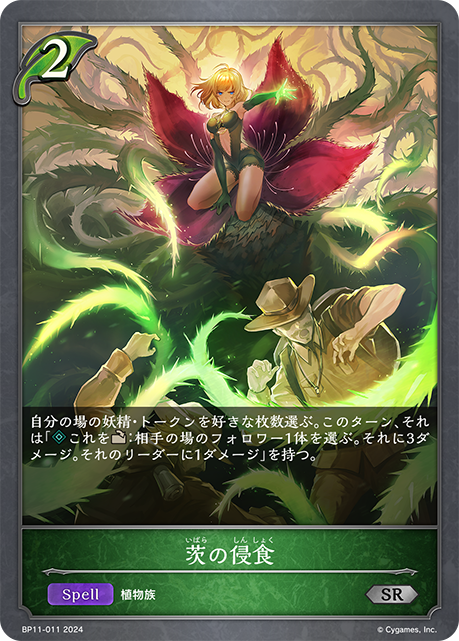 2
自分の場の妖精・トークンを好きな枚数選ぶ。このターン、それ
は「これを:相手の場のフォロワー1体を選ぶ。それに3ダ
メージ。それのリーダーに1ダメージ」を持つ。
いばら しん しょく
茨の侵食
Spell 植物族 SR
BP11-011 2024 © Cygames, Inc.